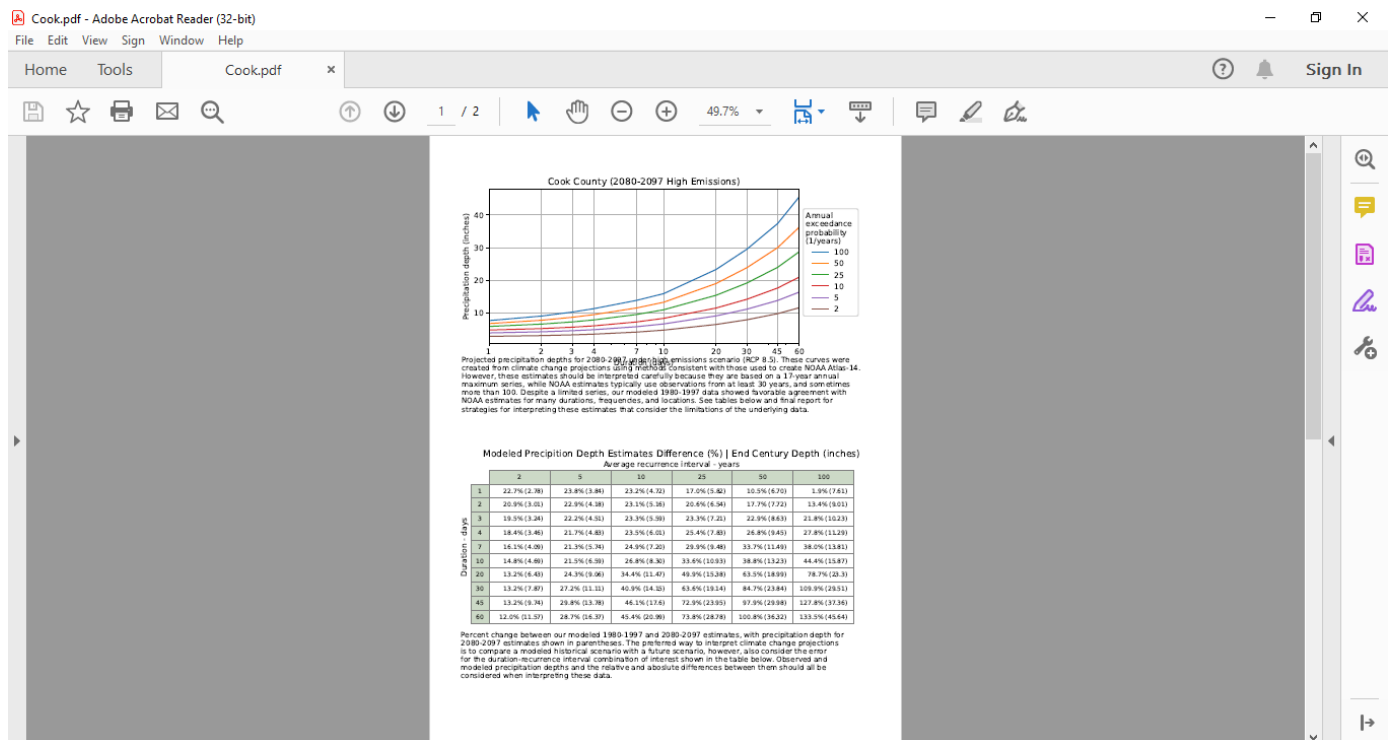 Cook.pdf - Adobe Acrobat Reader (32-bit)
File Edit View Sign Window Help
Home Tools Cook.pdf × Sign In
1 / 2 49.7%
Cook County (2080-2097 High Emissions)
Precipitation depth (inches)
40
30
20
10
1 2 3 4 7 10 20 30 45 60
Duration (days)
Annual
exceedance
probability
(1/years)
100
50
25
10
5
2
Projected precipitation depths for 2080-2097 under high emissions scenario (RCP 8.5). These curves were
created from climate change projections using methods consistent with those used to create NOAA Atlas-14.
However, these estimates should be interpreted carefully because they are based on a 17-year annual
maximum series, while NOAA estimates typically use observations from at least 30 years, and sometimes
more than 100. Despite a limited series, our modeled 1980-1997 data showed favorable agreement with
NOAA estimates for many durations, frequencies, and locations. See tables below and final report for
strategies for interpreting these estimates that consider the limitations of the underlying data.
Modeled Precipition Depth Estimates Difference (%) | End Century Depth (inches)
Average recurrence interval - years
Duration - days
2 5 10 25 50 100
1 22.7% (2.78) 23.8% (3.84) 23.2% (4.72) 17.0% (5.82) 10.5% (6.70) 1.9% (7.61)
2 20.9% (3.01) 22.9% (4.18) 23.1% (5.16) 20.6% (6.54) 17.7% (7.72) 13.4% (9.01)
3 19.5% (3.24) 22.2% (4.51) 23.3% (5.59) 23.3% (7.21) 22.9% (8.63) 21.8% (10.23)
4 18.4% (3.46) 21.7% (4.83) 23.5% (6.01) 25.4% (7.83) 26.8% (9.45) 27.8% (11.29)
7 16.1% (4.09) 21.3% (5.74) 24.9% (7.20) 29.9% (9.48) 33.7% (11.49) 38.0% (13.81)
10 14.8% (4.69) 21.5% (6.59) 26.8% (8.30) 33.6% (10.93) 38.8% (13.23) 44.4% (15.87)
20 13.2% (6.43) 24.3% (9.06) 34.4% (11.47) 49.9% (15.38) 63.5% (18.99) 78.7% (23.3)
30 13.2% (7.87) 27.2% (11.11) 40.9% (14.15) 63.6% (19.14) 84.7% (23.84) 109.9% (29.51)
45 13.2% (9.74) 29.8% (13.78) 46.1% (17.6) 72.9% (23.95) 97.9% (29.98) 127.8% (37.36)
60 12.0% (11.57) 28.7% (16.37) 45.4% (20.99) 73.8% (28.78) 100.8% (36.32) 133.5% (45.64)
Percent change between our modeled 1980-1997 and 2080-2097 estimates, with precipitation depth for
2080-2097 estimates shown in parentheses. The preferred way to interpret climate change projections
is to compare a modeled historical scenario with a future scenario, however, also consider the error
for the duration-recurrence interval combination of interest shown in the table below. Observed and
modeled precipitation depths and the relative and aboslute differences between them should all be
considered when interpreting these data.